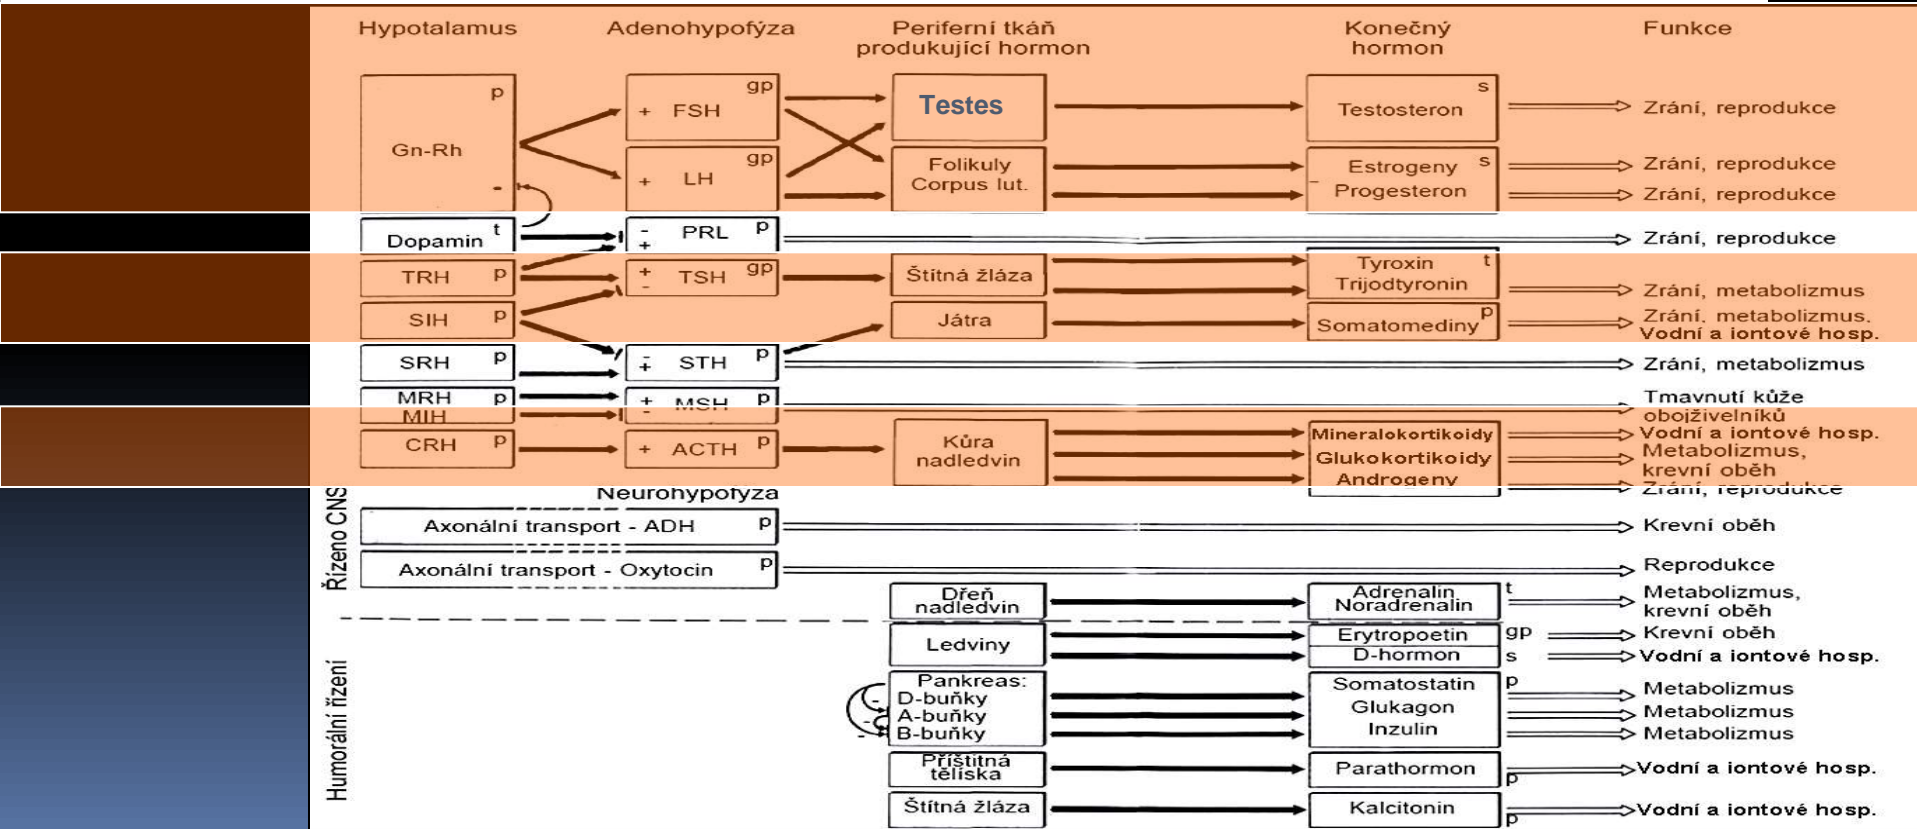 Hypotalamus Adenohypofýza Periferní tkáň produkující hormon Konečný hormon Funkce
p
Gn-Rh
-
gp
+ FSH
Testes
s
Testosteron
Zrání, reprodukce
gp
+ LH
Folikuly
Corpus lut.
Estrogeny s
- Progesteron
Zrání, reprodukce
Zrání, reprodukce
Dopamin t
- PRL p
+
Zrání, reprodukce
TRH p
+ TSH gp
-
Štítná žláza
Tyroxin t
Trijodtyronin
Zrání, metabolizmus
SIH p
Játra
Somatomediny p
Zrání, metabolizmus.
Vodní a iontové hosp.
SRH p
- STH p
+
Zrání, metabolizmus
MRH p
MIH
+ MSH p
-
Tmavnutí kůže
obojživelníků
CRH p
+ ACTH p
Kůra
nadledvin
Mineralokortikoidy
Glukokortikoidy
Androgeny
Vodní a iontové hosp.
Metabolizmus,
krevní oběh
Zrání, reprodukce
Řízeno CNS
Neurohypofýza
Axonální transport - ADH p
Krevní oběh
Axonální transport - Oxytocin p
Reprodukce
Dřeň
nadledvin
Adrenalin t
Noradrenalin
Metabolizmus,
krevní oběh
Humorální řízení
Ledviny
Erytropoetin gp
D-hormon s
Krevní oběh
Vodní a iontové hosp.
Pankreas:
- D-buňky
- A-buňky
- B-buňky
Somatostatin p
Glukagon
Inzulin
Metabolizmus
Metabolizmus
Metabolizmus
Příštitná
tělíska
Parathormon p
Vodní a iontové hosp.
Štítná žláza
Kalcitonin p
Vodní a iontové hosp.